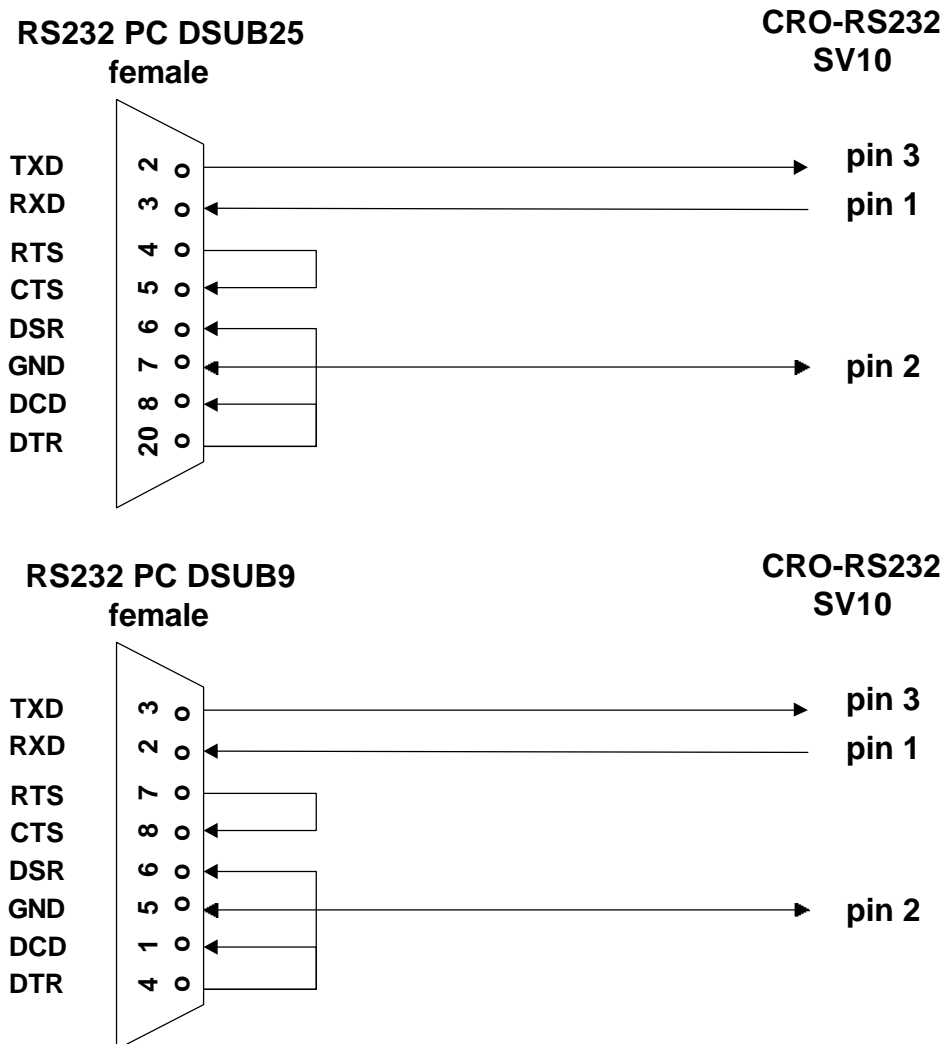 RS232 PC DSUB25
female
CRO-RS232
SV10
TXD 2 pin 3
RXD 3 pin 1
RTS 4
CTS 5
DSR 6
GND 7 pin 2
DCD 8
DTR 20
RS232 PC DSUB9
female
CRO-RS232
SV10
TXD 3 pin 3
RXD 2 pin 1
RTS 7
CTS 8
DSR 6
GND 5 pin 2
DCD 1
DTR 4